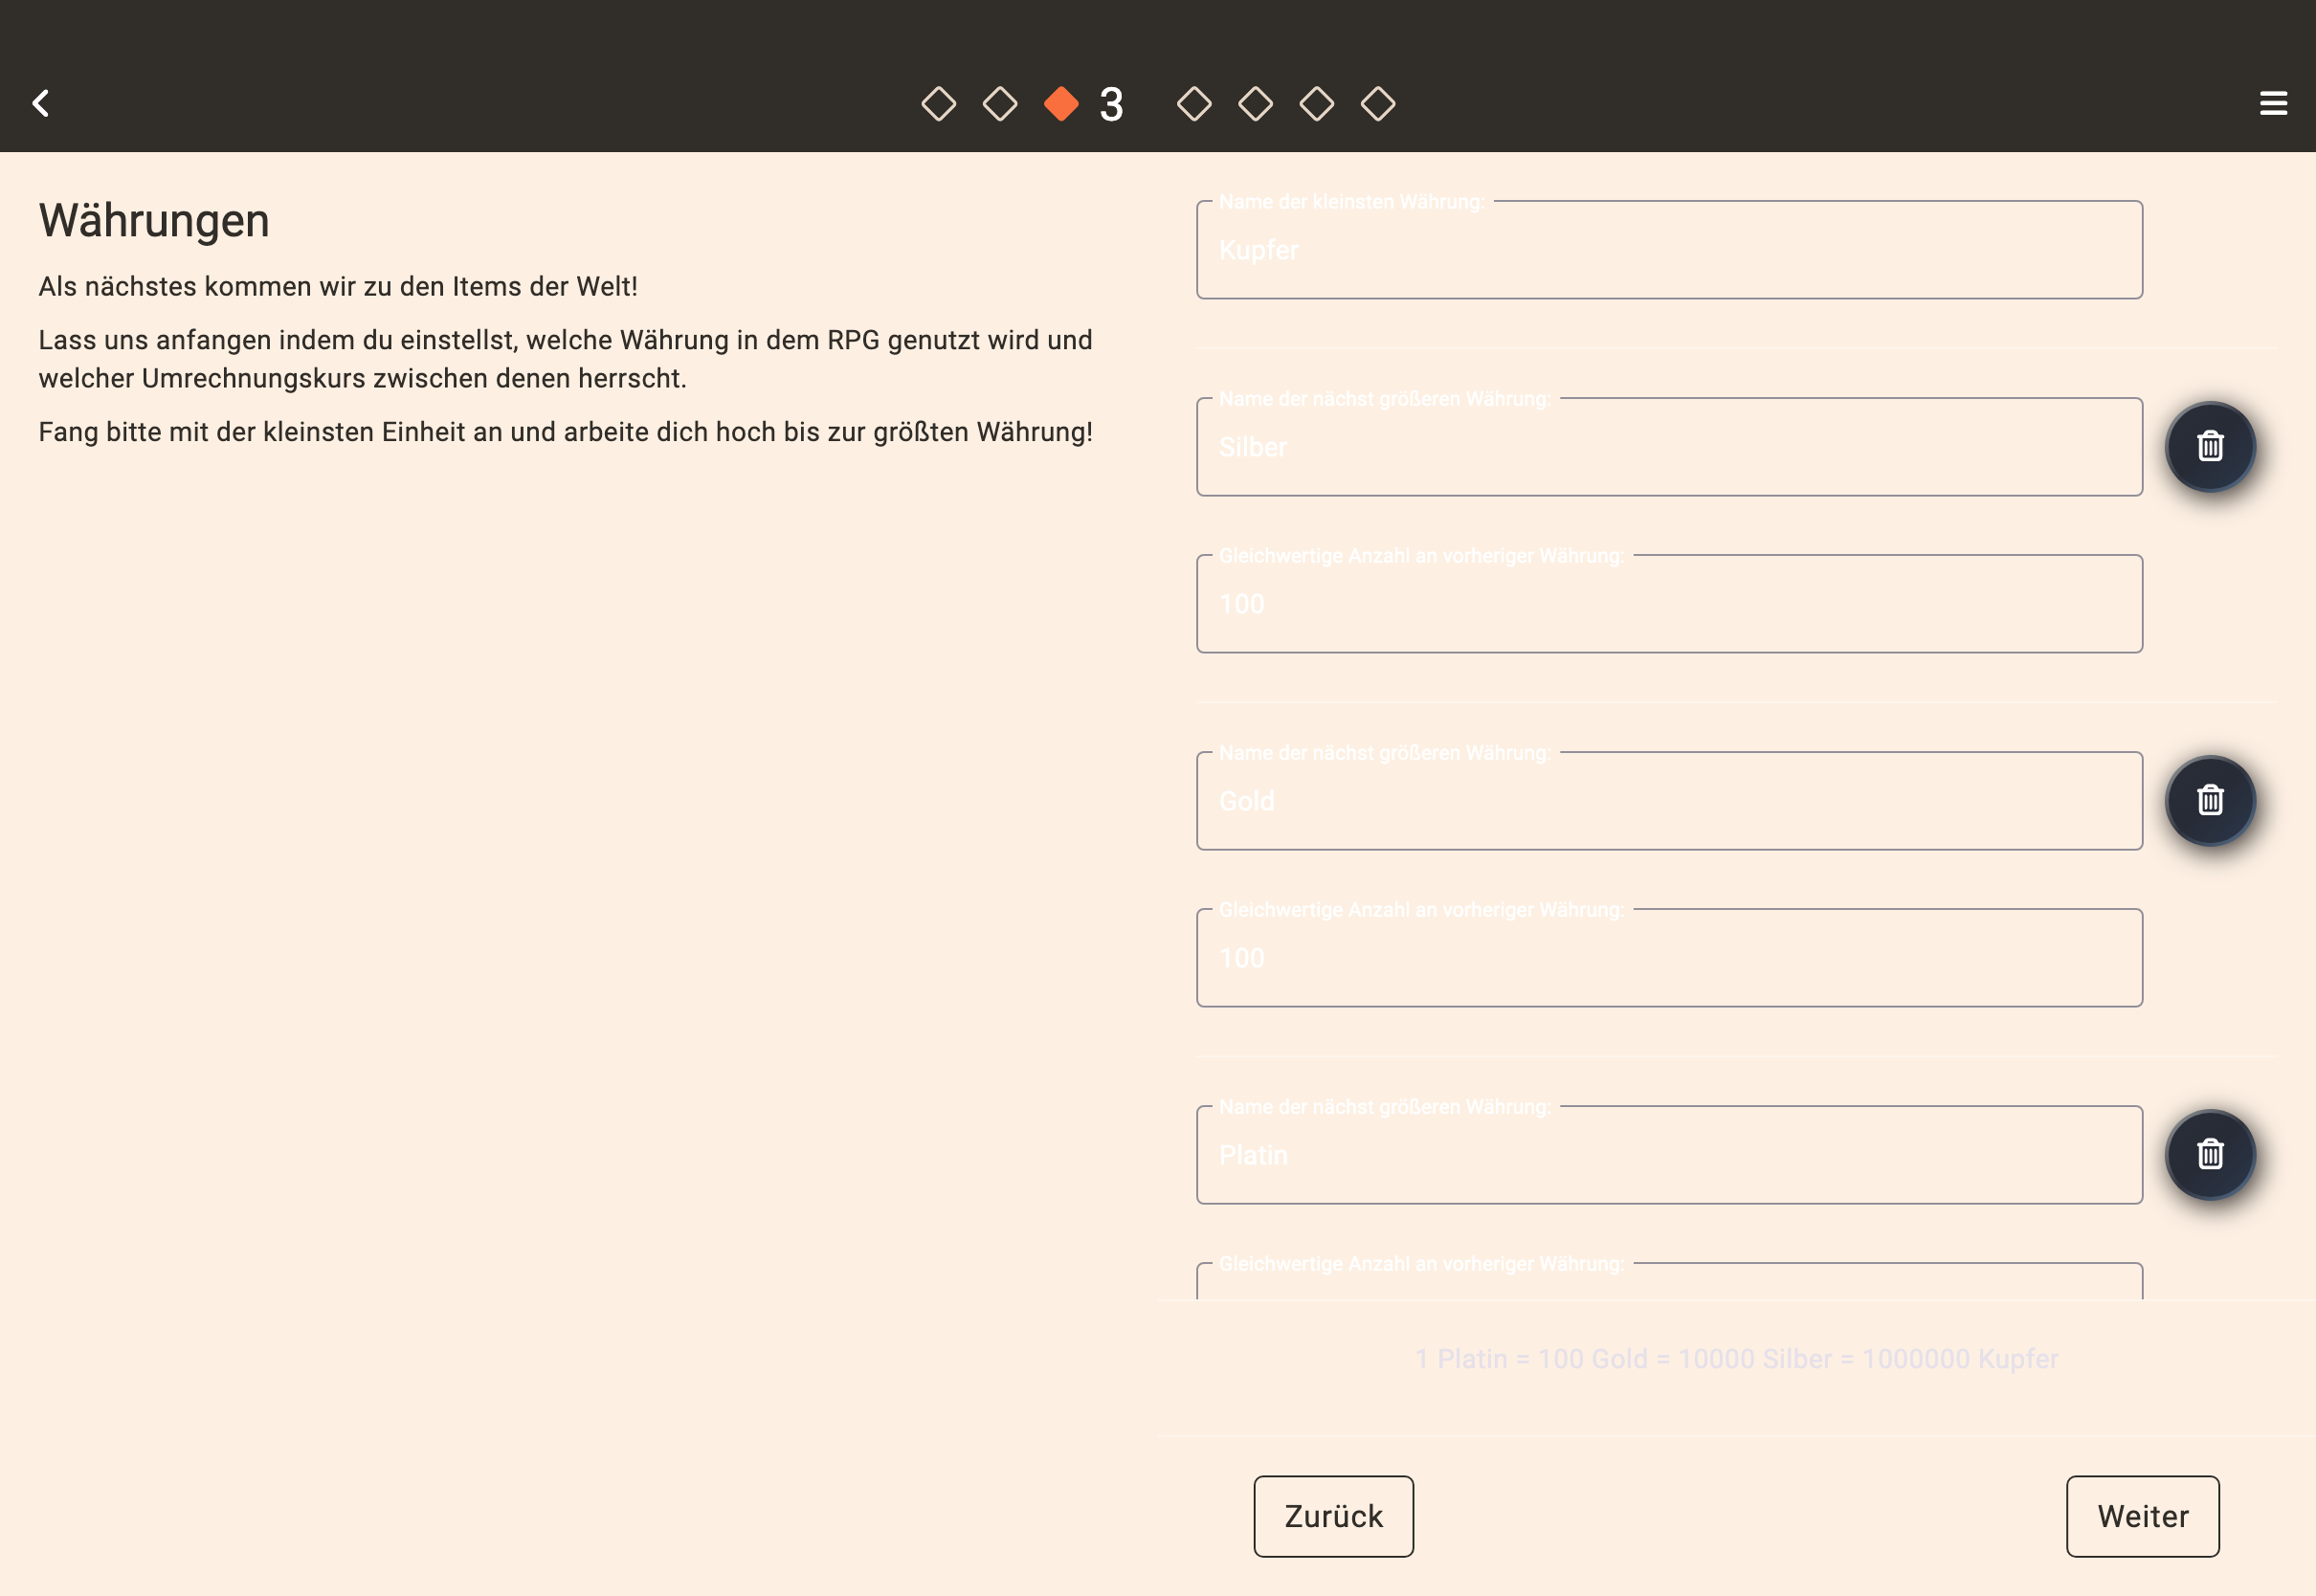 3
Währungen
Als nächstes kommen wir zu den Items der Welt!
Lass uns anfangen indem du einstellst, welche Währung in dem RPG genutzt wird und
welcher Umrechnungskurs zwischen denen herrscht.
Fang bitte mit der kleinsten Einheit an und arbeite dich hoch bis zur größten Währung!
Name der kleinsten Währung:
Kupfer
Name der nächst größeren Währung:
Silber
Gleichwertige Anzahl an vorheriger Währung:
100
Name der nächst größeren Währung:
Gold
Gleichwertige Anzahl an vorheriger Währung:
100
Name der nächst größeren Währung:
Platin
Gleichwertige Anzahl an vorheriger Währung:
1 Platin = 100 Gold = 10000 Silber = 1000000 Kupfer
Zurück
Weiter